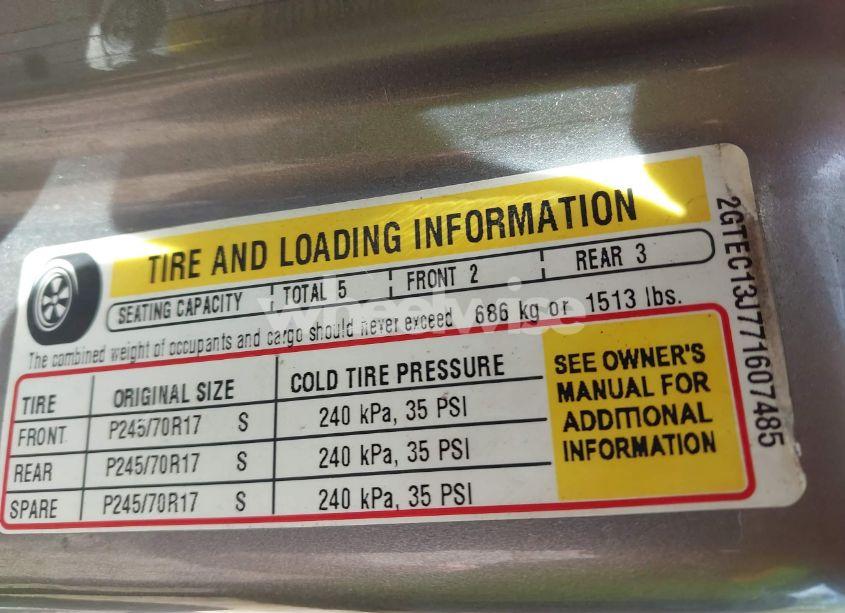 TIRE AND LOADING INFORMATION
SEATING CAPACITY TOTAL 5 FRONT 2 REAR 3
The combined weight of occupants and cargo should never exceed 686 kg or 1513 lbs.
TIRE ORIGINAL SIZE COLD TIRE PRESSURE
FRONT P245/70R17 S 240 kPa, 35 PSI
REAR P245/70R17 S 240 kPa, 35 PSI
SPARE P245/70R17 S 240 kPa, 35 PSI
SEE OWNER'S
MANUAL FOR
ADDITIONAL
INFORMATION
2GTEC13J771607485
wheelwise